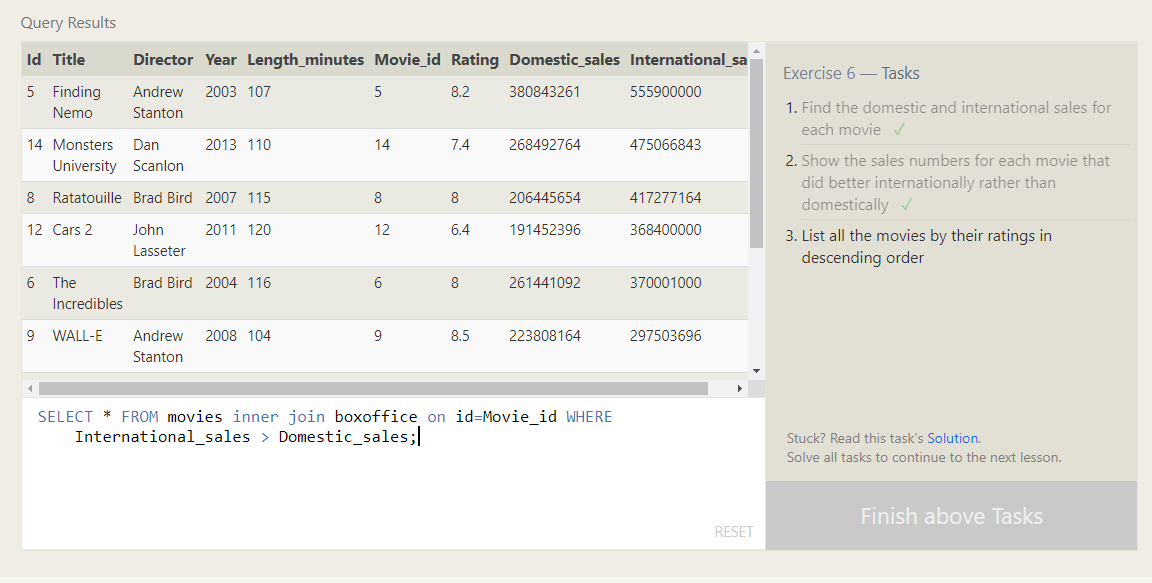 Query Results
Id Title Director Year Length_minutes Movie_id Rating Domestic_sales International_sa
5 Finding Andrew 2003 107 5 8.2 380843261 555900000
Nemo Stanton
14 Monsters Dan 2013 110 14 7.4 268492764 475066843
University Scanlon
8 Ratatouille Brad Bird 2007 115 8 8 206445654 417277164
12 Cars 2 John 2011 120 12 6.4 191452396 368400000
Lasseter
6 The Brad Bird 2004 116 6 8 261441092 370001000
Incredibles
9 WALL-E Andrew 2008 104 9 8.5 223808164 297503696
Stanton
SELECT * FROM movies inner join boxoffice on id=Movie_id WHERE
International_sales > Domestic_sales;
RESET
Exercise 6 — Tasks
1. Find the domestic and international sales for
each movie ✓
2. Show the sales numbers for each movie that
did better internationally rather than
domestically ✓
3. List all the movies by their ratings in
descending order
Stuck? Read this task's Solution.
Solve all tasks to continue to the next lesson.
Finish above Tasks